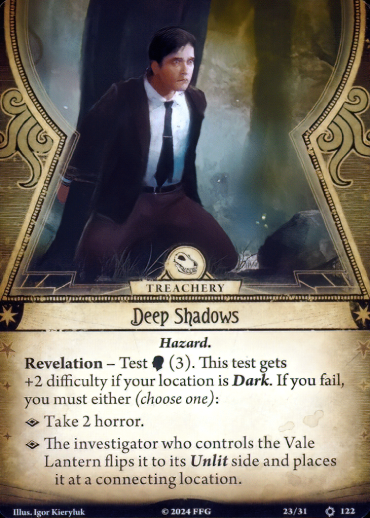 TREACHERY
Deep Shadows
Hazard.
Revelation – Test (3). This test gets
+2 difficulty if your location is Dark. If you fail,
you must either (choose one):
Take 2 horror.
The investigator who controls the Vale
Lantern flips it to its Unlit side and places
it at a connecting location.
Illus. Igor Kieryluk © 2024 FFG 23/31 122